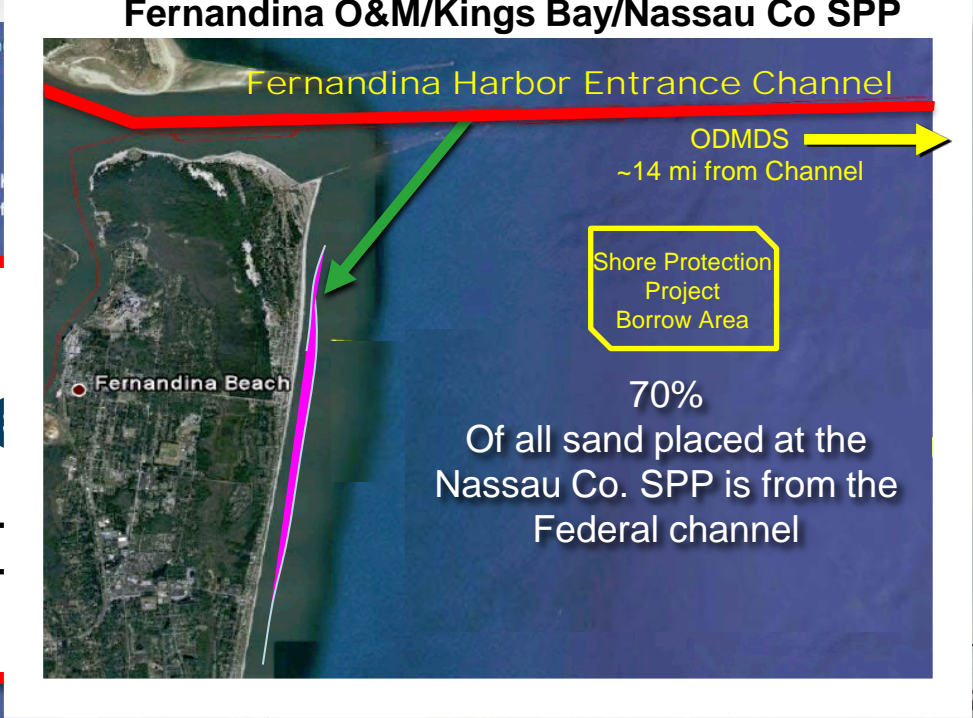 Fernandina O&M/Kings Bay/Nassau Co SPP
Fernandina Harbor Entrance Channel
ODMDS
~14 mi from Channel
Shore Protection
Project
Borrow Area
Fernandina Beach
70%
Of all sand placed at the
Nassau Co. SPP is from the
Federal channel